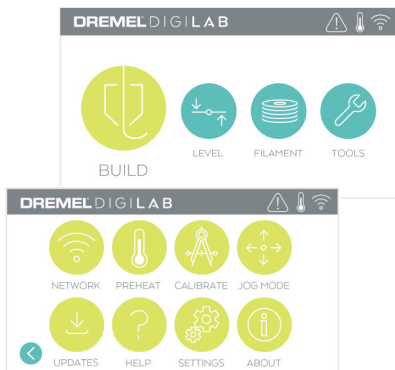 DREMEL DIGILAB
BUILD
LEVEL
FILAMENT
TOOLS
DREMEL DIGILAB
NETWORK PREHEAT CALIBRATE JOG MODE
UPDATES HELP SETTINGS ABOUT